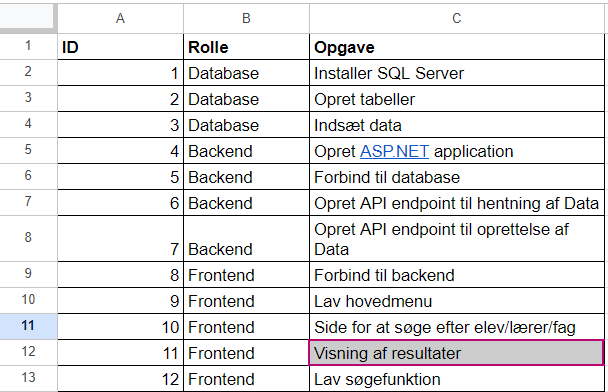 A B C
1 ID Rolle Opgave
2 1 Database Installer SQL Server
3 2 Database Opret tabeller
4 3 Database Indsæt data
5 4 Backend Opret ASP.NET application
6 5 Backend Forbind til database
7 6 Backend Opret API endpoint til hentning af Data
8 7 Backend Opret API endpoint til oprettelse af
Data
9 8 Frontend Forbind til backend
10 9 Frontend Lav hovedmenu
11 10 Frontend Side for at søge efter elev/lærer/fag
12 11 Frontend Visning af resultater
13 12 Frontend Lav søgefunktion